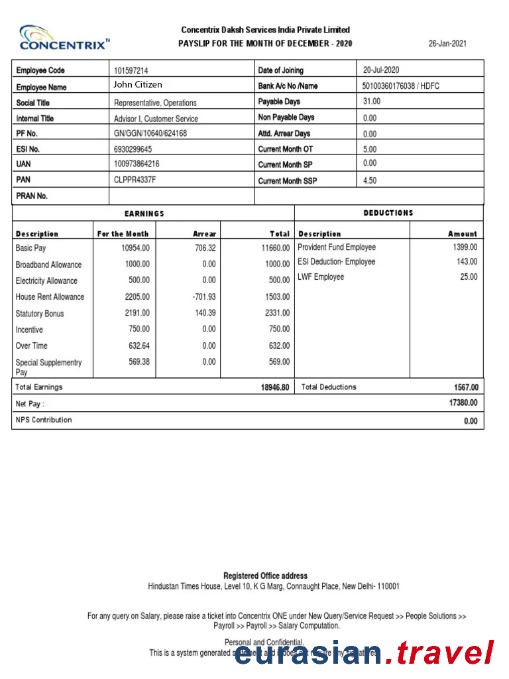 CONCENTRIX
Concentrix Daksh Services India Private Limited
PAYSLIP FOR THE MONTH OF DECEMBER - 2020 26-Jan-2021
Employee Code 101597214 Date of Joining 20-Jul-2020
Employee Name John Citizen Bank A/c No /Name 50100360176038 / HDFC
Social Title Representative, Operations Payable Days 31.00
Internal Title Advisor I, Customer Service Non Payable Days 0.00
PF No. GN/GGN/10640/624168 Attd. Arrear Days 0.00
ESI No. 6930299645 Current Month OT 5.00
UAN 100973864216 Current Month SP 0.00
PAN CLPPR4337F Current Month SSP 4.50
PRAN No.
EARNINGS DEDUCTIONS
Description For the Month Arrear Total Description Amount
Basic Pay 10954.00 706.32 11660.00 Provident Fund Employee 1399.00
Broadband Allowance 1000.00 0.00 1000.00 ESI Deduction- Employee 143.00
Electricity Allowance 500.00 0.00 500.00 LWF Employee 25.00
House Rent Allowance 2205.00 -701.93 1503.00
Statutory Bonus 2191.00 140.39 2331.00
Incentive 750.00 0.00 750.00
Over Time 632.64 0.00 632.00
Special Supplementry 569.38 0.00 569.00
Pay
Total Earnings 18946.80 Total Deductions 1567.00
Net Pay : 17380.00
NPS Contribution 0.00
Registered Office address
Hindustan Times House, Level 10, K G Marg, Connaught Place, New Delhi- 110001
For any query on Salary, please raise a ticket into Concentrix ONE under New Query/Service Request >> People Solutions >>
Payroll >> Payroll >> Salary Computation.
Personal and Confidential.
This is a system generated
eurasian.travel